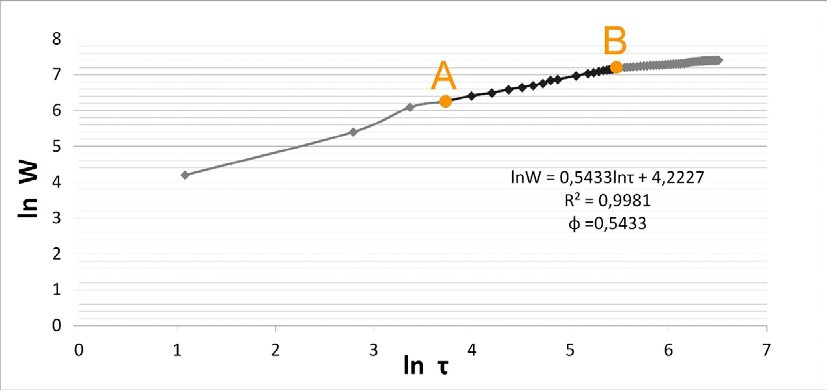 8
7
6
5
4
3
2
1
0
ln W
A
B
lnW = 0,5433lnτ + 4,2227
R² = 0,9981
ϕ =0,5433
0 1 2 3 4 5 6 7
ln τ